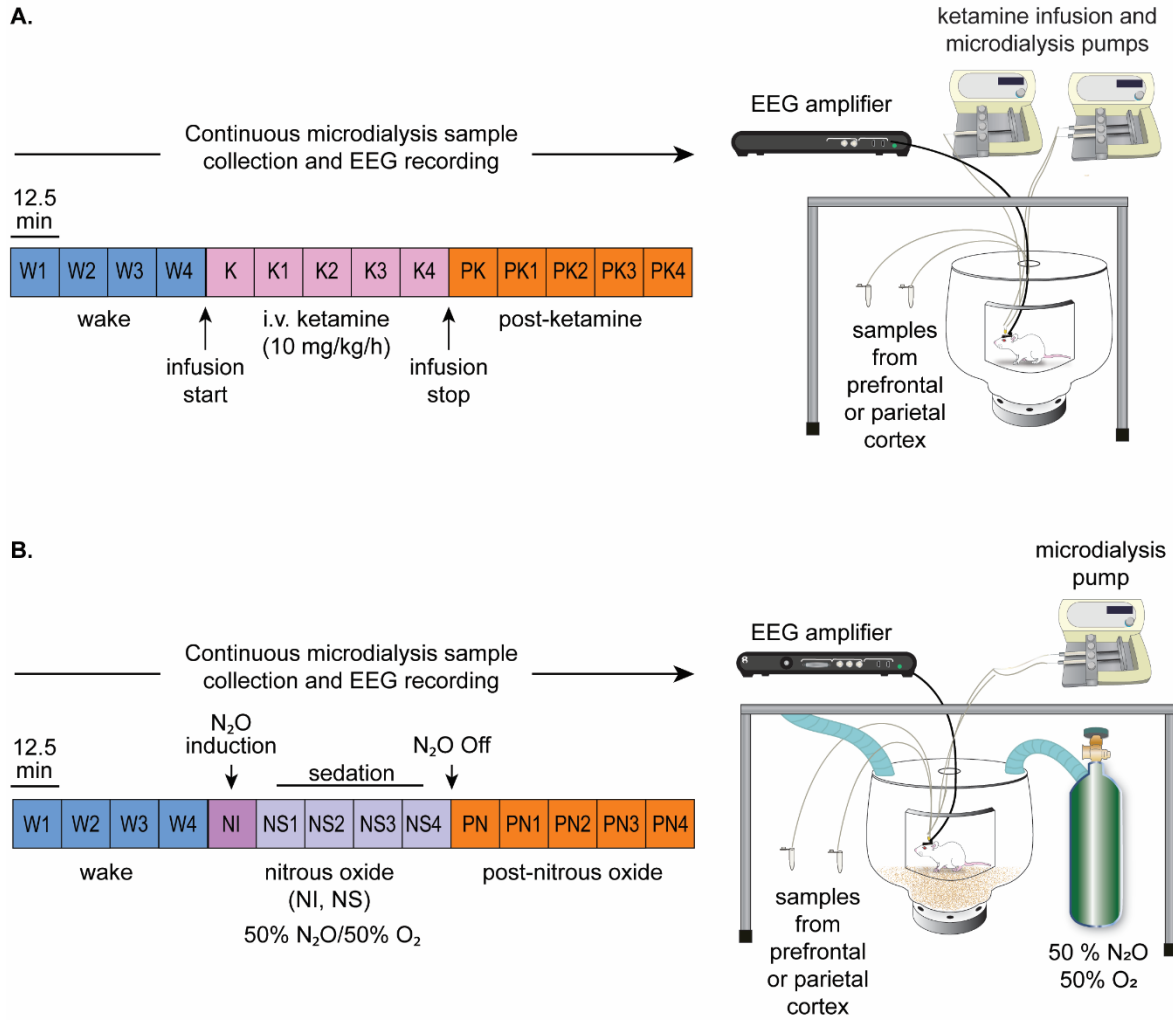 A.
ketamine infusion and
microdialysis pumps
EEG amplifier
Continuous microdialysis sample
collection and EEG recording
12.5
min
W1 W2 W3 W4 K K1 K2 K3 K4 PK PK1 PK2 PK3 PK4
wake
i.v. ketamine
(10 mg/kg/h)
post-ketamine
infusion
start
infusion
stop
samples
from
prefrontal
or parietal
cortex
B.
microdialysis
pump
EEG amplifier
Continuous microdialysis sample
collection and EEG recording
N₂O
induction
N₂O Off
sedation
12.5
min
W1 W2 W3 W4 NI NS1 NS2 NS3 NS4 PN PN1 PN2 PN3 PN4
wake
nitrous oxide
(NI, NS)
post-nitrous oxide
50% N₂O/50% O₂
samples
from
prefrontal
or parietal
cortex
50 % N₂O
50% O₂